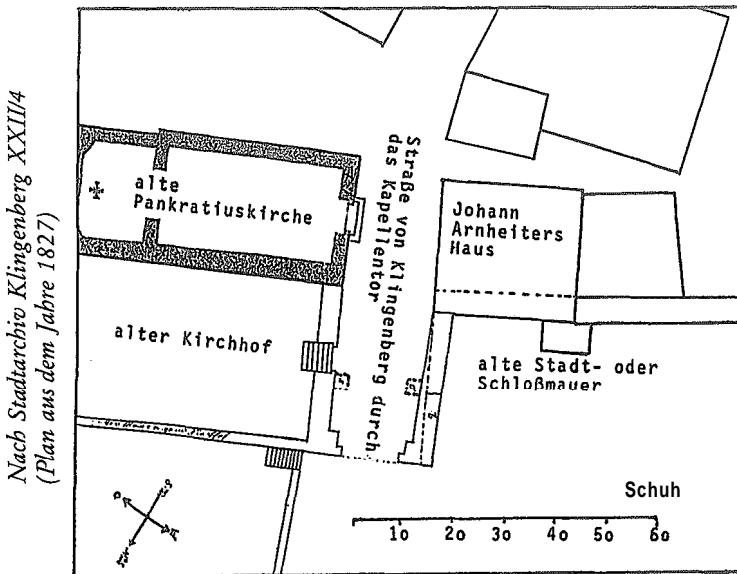 Nach Stadtarchiv Klingenberg XXII/4
(Plan aus dem Jahre 1827)
alte
Pankratiuskirche
Straße von Klingenberg durch
das Kapellentor
Johann
Arnheiters
Haus
alter Kirchhof
alte Stadt- oder
Schloßmauer
Schuh
10 20 30 40 50 60